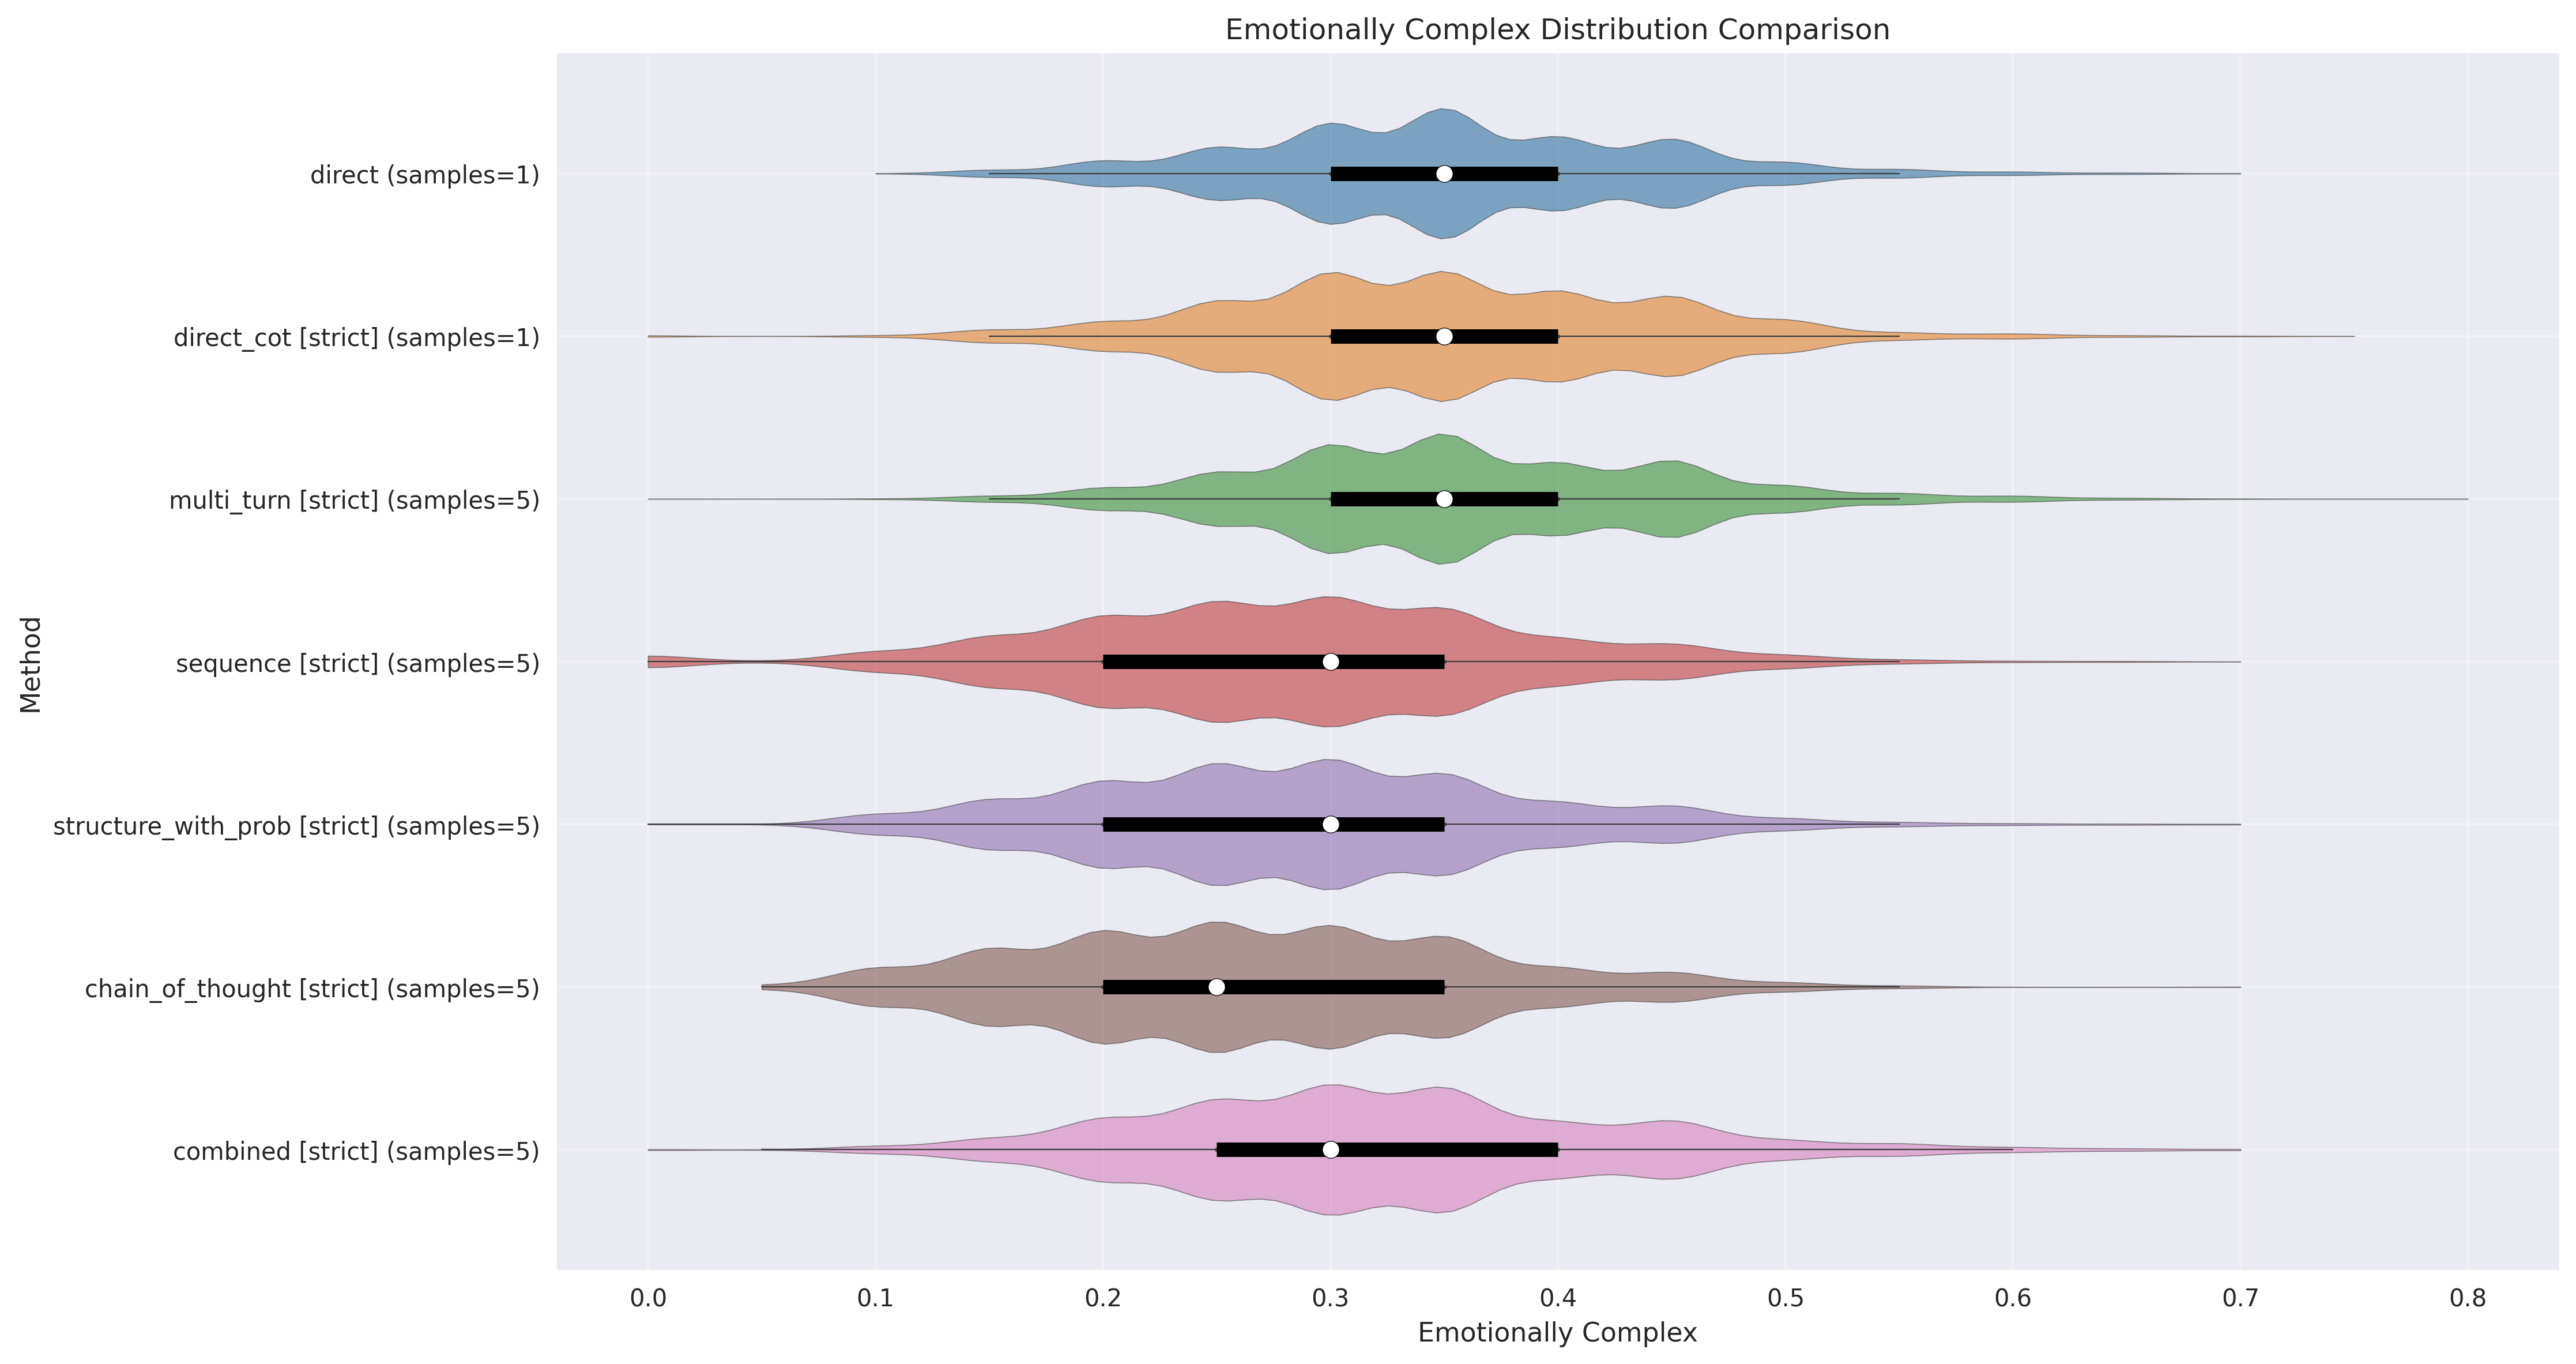 Emotionally Complex Distribution Comparison
Method
direct (samples=1)
direct_cot [strict] (samples=1)
multi_turn [strict] (samples=5)
sequence [strict] (samples=5)
structure_with_prob [strict] (samples=5)
chain_of_thought [strict] (samples=5)
combined [strict] (samples=5)
0.0 0.1 0.2 0.3 0.4 0.5 0.6 0.7 0.8
Emotionally Complex